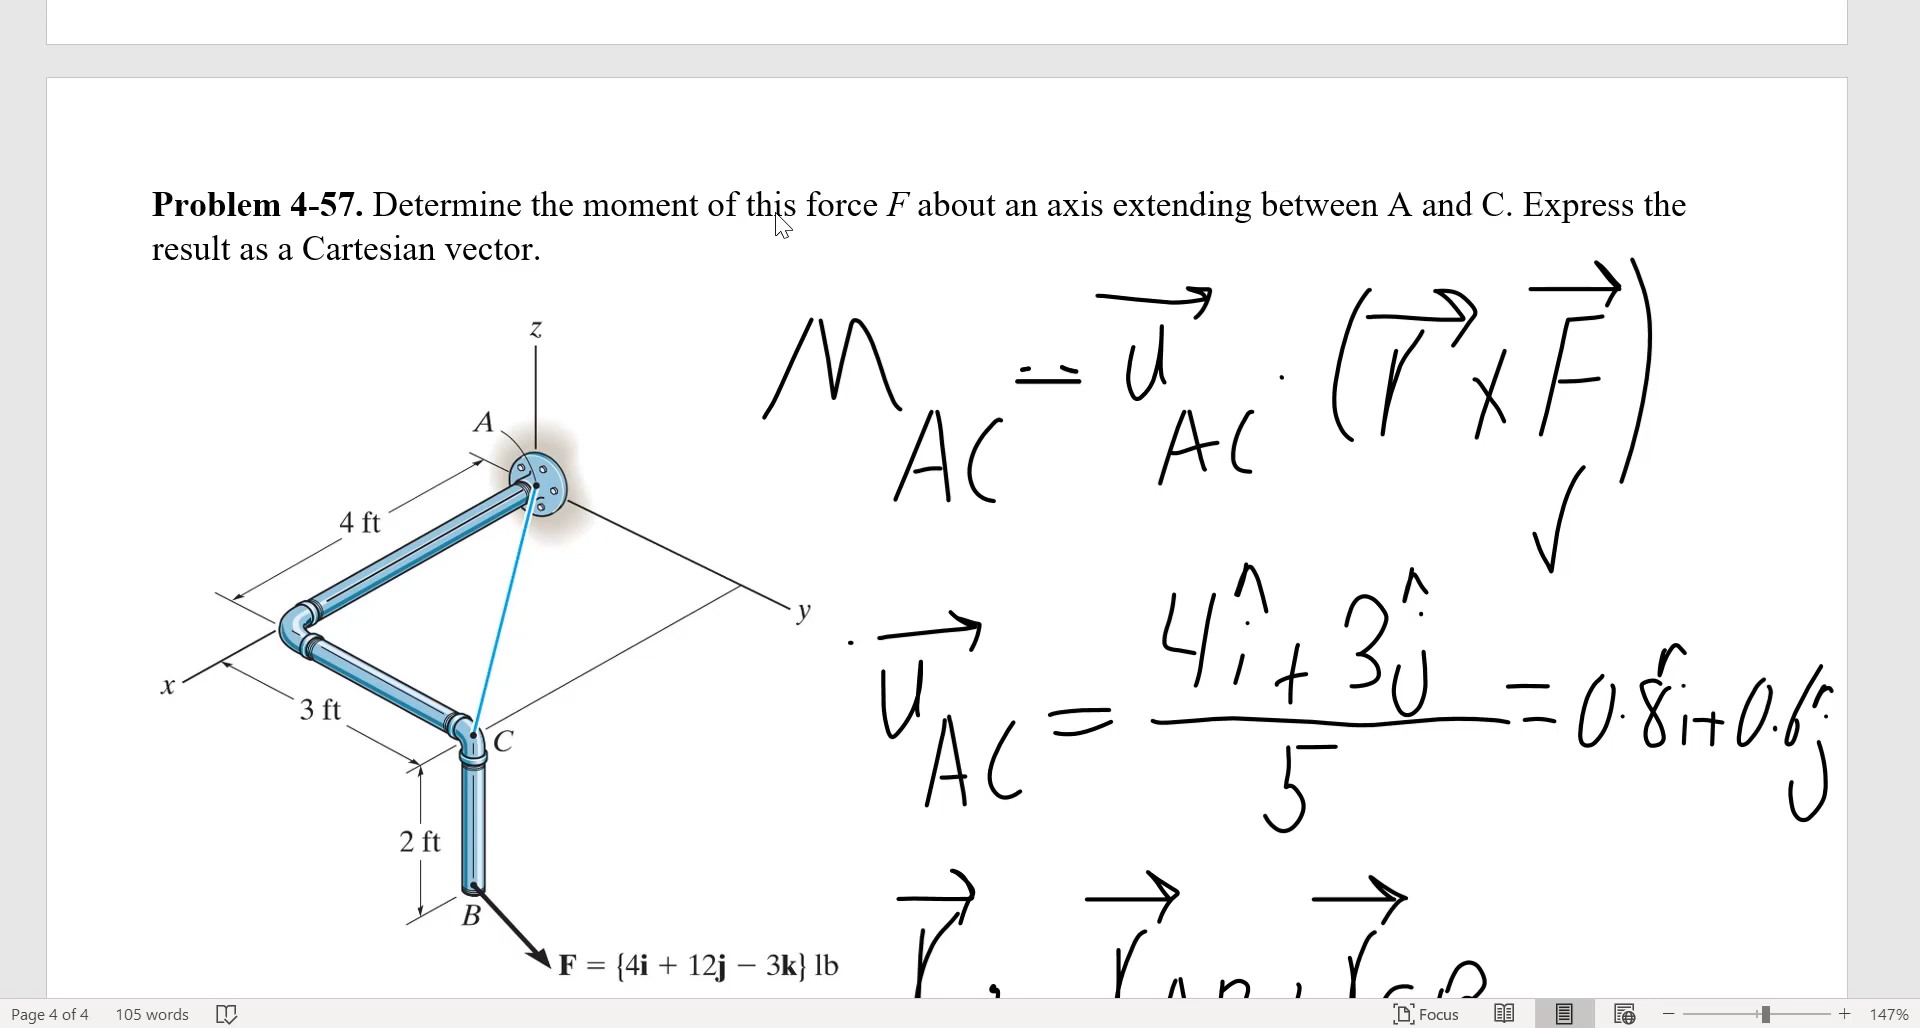 Problem 4-57. Determine the moment of this force F about an axis extending between A and C. Express the
result as a Cartesian vector.
M_AC = u_AC · (r × F)
z
A
4 ft
u_AC = 4i + 3j / 5 = 0.8i + 0.6j
y
x
3 ft
C
2 ft
B
F = {4i + 12j − 3k} lb
Page 4 of 4 105 words Focus 147%